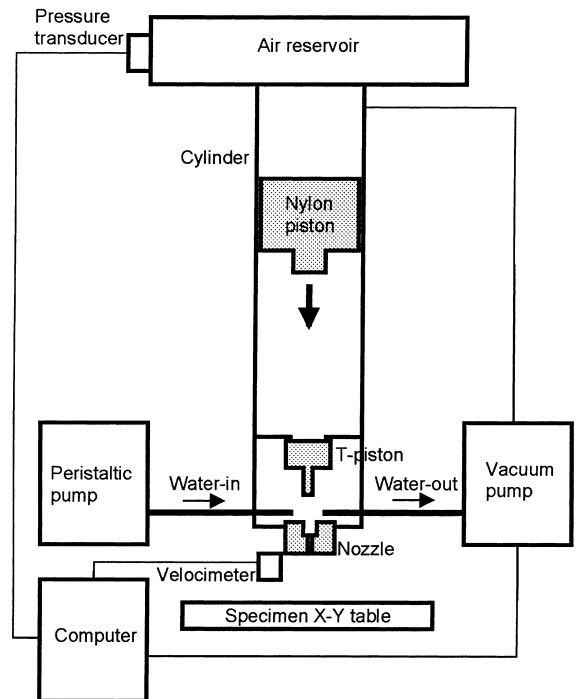 Pressure
transducer
Air reservoir
Cylinder
Nylon
piston
T-piston
Peristaltic
pump
Water-in
Water-out
Vacuum
pump
Nozzle
Velocimeter
Specimen X-Y table
Computer